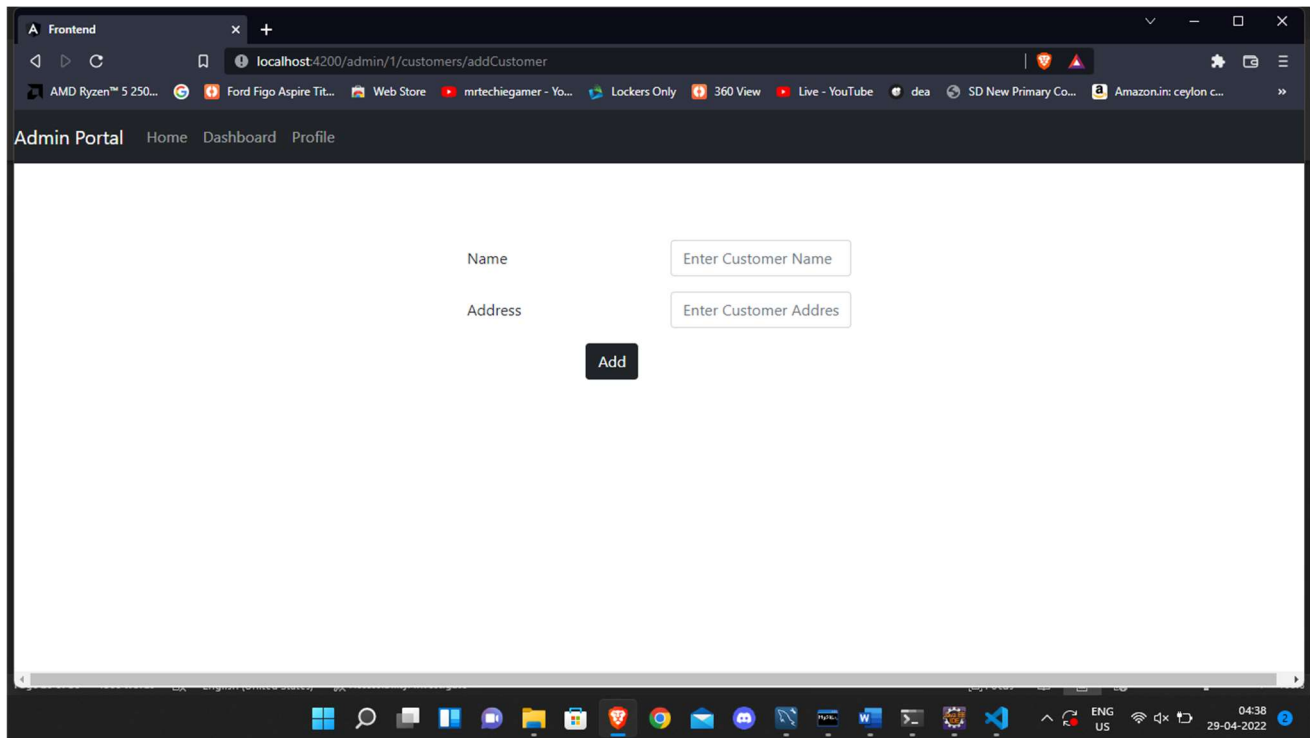 Frontend
localhost:4200/admin/1/customers/addCustomer
AMD Ryzen™ 5 250... Ford Figo Aspire Tit... Web Store mrtechiegamer - Yo... Lockers Only 360 View Live - YouTube dea SD New Primary Co... Amazon.in: ceylon c... »
Admin Portal Home Dashboard Profile
Name Enter Customer Name
Address Enter Customer Addres
Add
ENG
US
04:38
29-04-2022
2